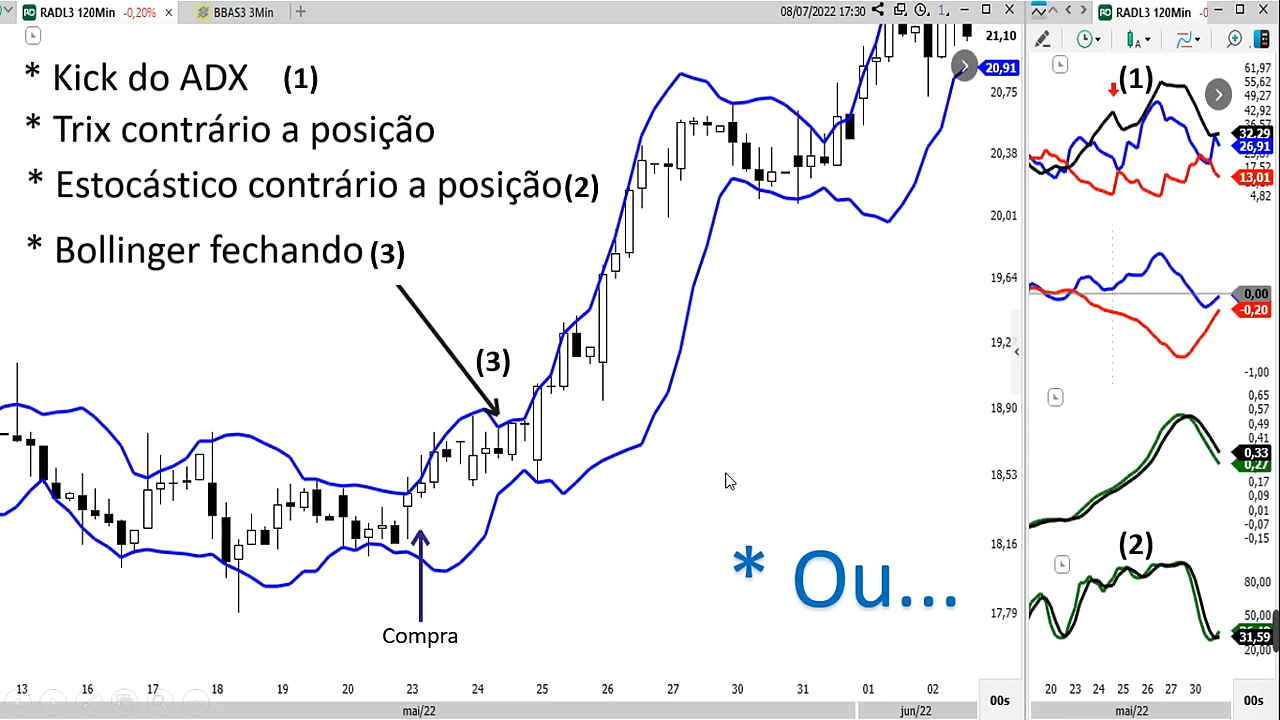 RADL3 120Min -0,20% × BBAS3 3Min + 08/07/2022 17:30
RADL3 120Min
* Kick do ADX (1)
* Trix contrário a posição
* Estocástico contrário a posição (2)
* Bollinger fechando (3)
(3)
Compra
* Ou...
21,10
20,91
20,75
20,38
20,01
19,64
19,2
18,90
18,53
18,16
17,79
13 16 17 18 19 20 23 24 25 26 27 30 31 01 02
mai/22 jun/22
00s
(1)
61,97
55,62
49,27
42,92
36,57
32,29
26,91
13,01
4,82
0,00
-0,20
-1,00
0,65
0,57
0,49
0,41
0,33
0,27
0,17
0,09
0,01
-0,07
-0,15
(2)
80,00
50,00
31,59
20,00
20 23 24 25 26 27 30
mai/22
00s